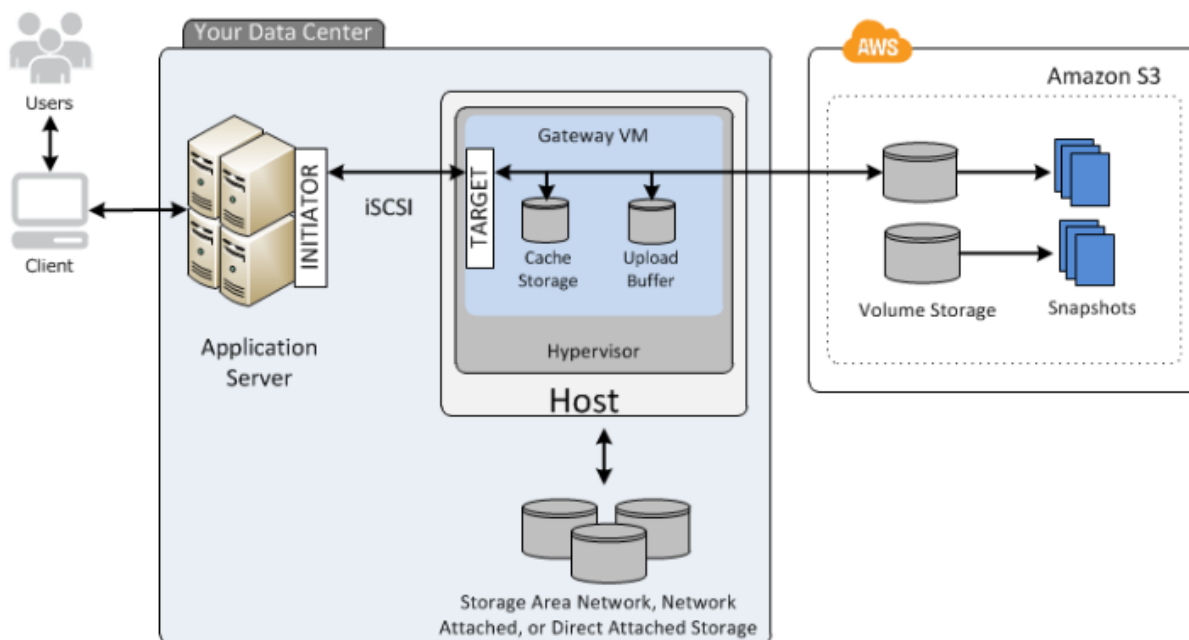 Your Data Center
AWS
Amazon S3
Users
Client
INITIATOR
Application
Server
iSCSI
TARGET
Gateway VM
Cache
Storage
Upload
Buffer
Hypervisor
Host
Storage Area Network, Network
Attached, or Direct Attached Storage
Volume Storage
Snapshots